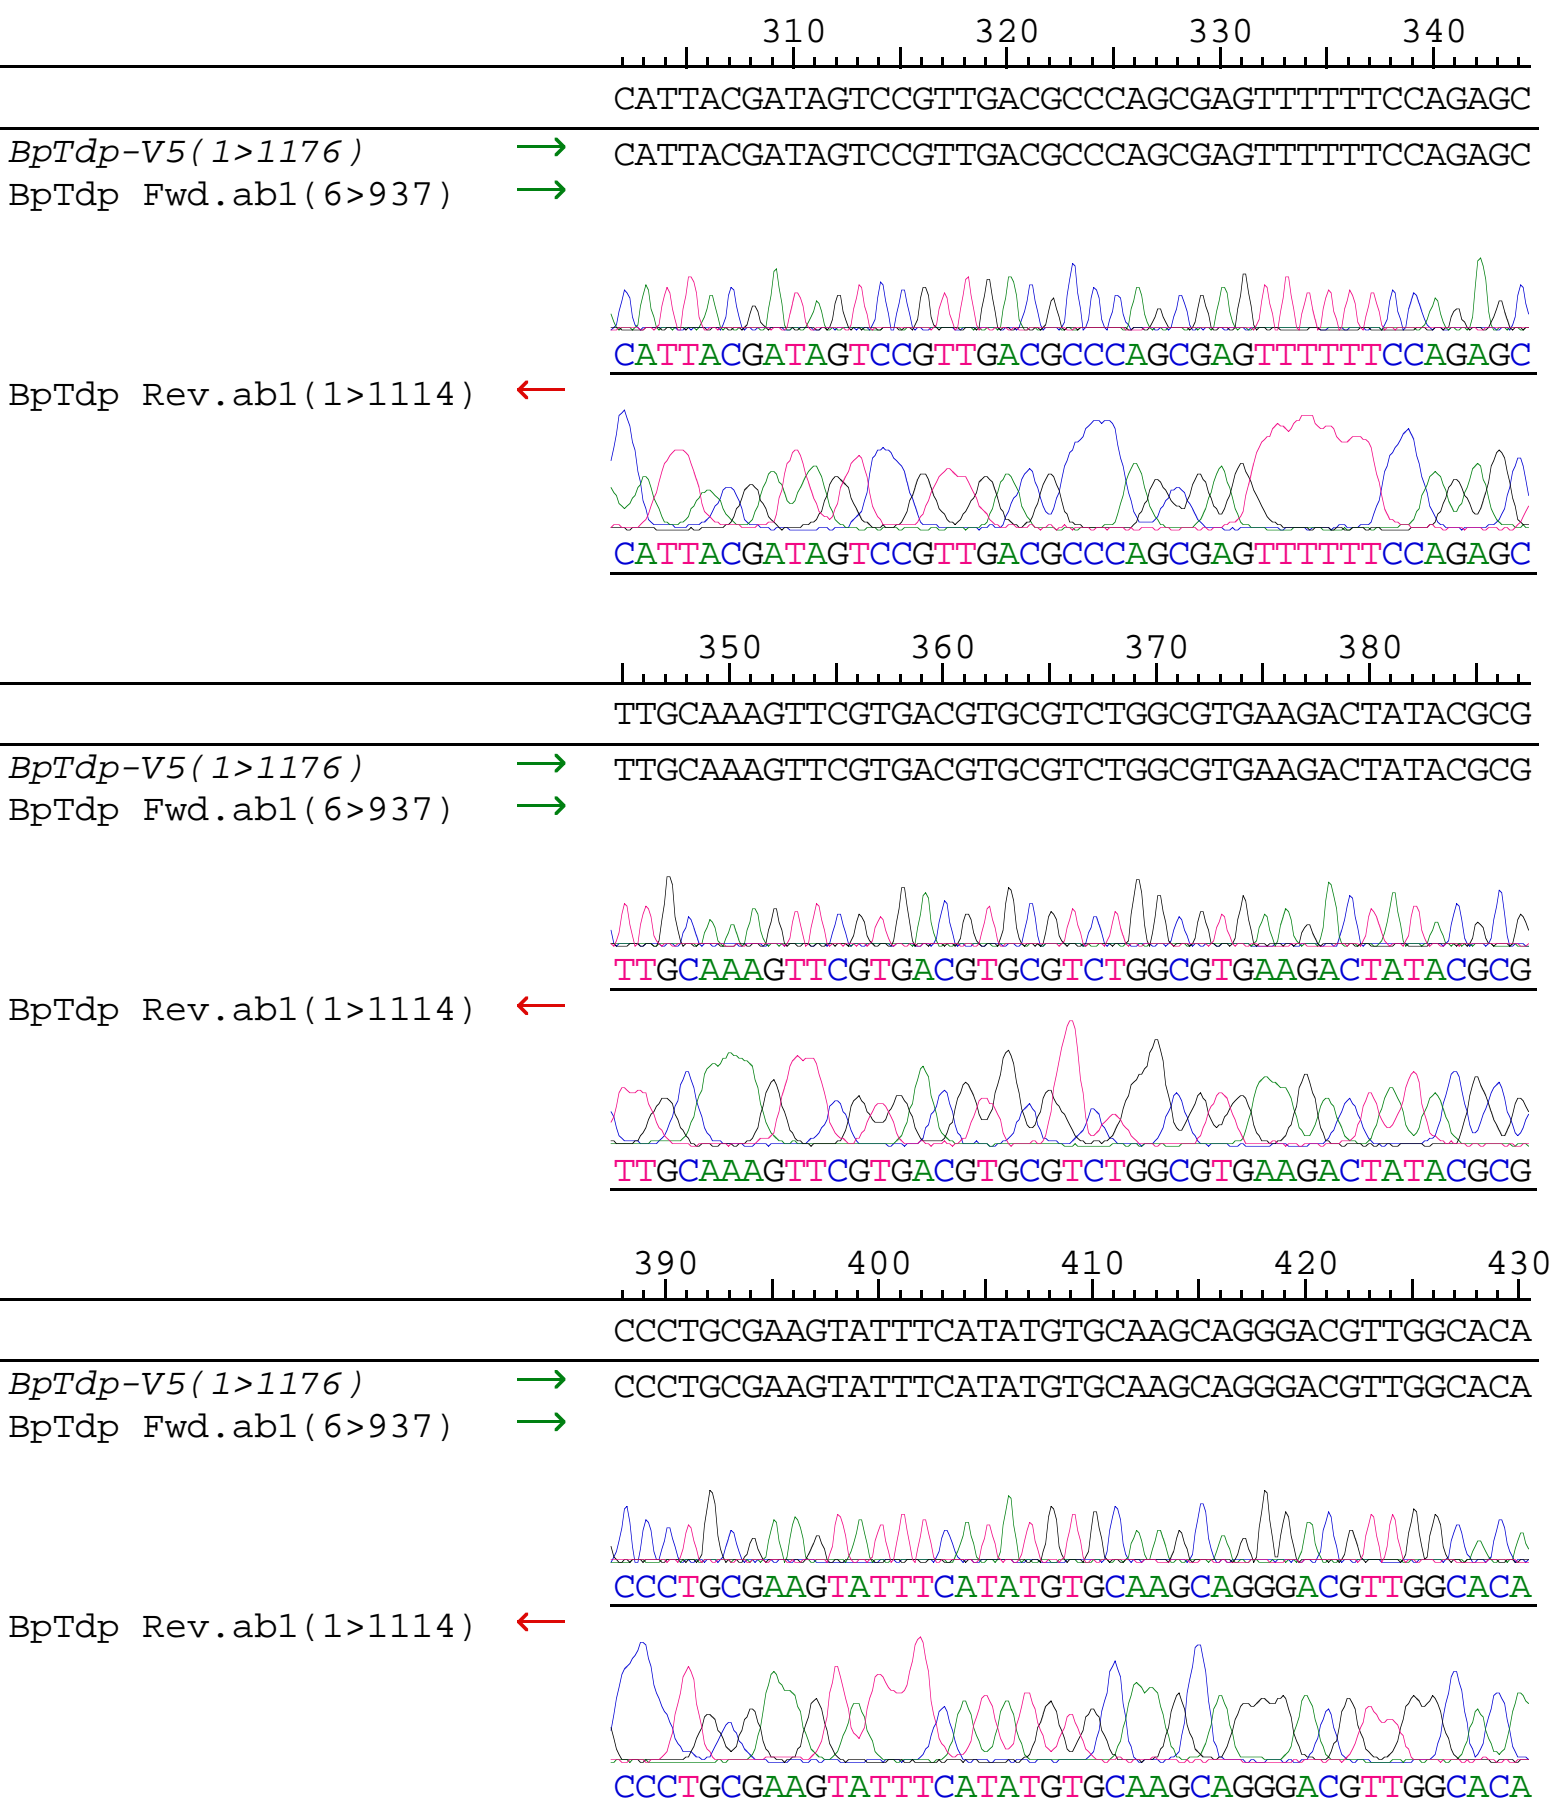 310 320 330 340
CATTACGATAGTCCGTTGACGCCCAGCGAGTTTTTTCCAGAGC
BpTdp-V5(1>1176) → CATTACGATAGTCCGTTGACGCCCAGCGAGTTTTTTCCAGAGC
BpTdp Fwd.ab1(6>937) →
CATTACGATAGTCCGTTGACGCCCAGCGAGTTTTTTCCAGAGC
BpTdp Rev.ab1(1>1114) ←
CATTACGATAGTCCGTTGACGCCCAGCGAGTTTTTTCCAGAGC
350 360 370 380
TTGCAAAGTTCGTGACGTGCGTCTGGCGTGAAGACTATACGCG
BpTdp-V5(1>1176) → TTGCAAAGTTCGTGACGTGCGTCTGGCGTGAAGACTATACGCG
BpTdp Fwd.ab1(6>937) →
TTGCAAAGTTCGTGACGTGCGTCTGGCGTGAAGACTATACGCG
BpTdp Rev.ab1(1>1114) ←
TTGCAAAGTTCGTGACGTGCGTCTGGCGTGAAGACTATACGCG
390 400 410 420 430
CCCTGCGAAGTATTTCATATGTGCAAGCAGGGACGTTGGCACA
BpTdp-V5(1>1176) → CCCTGCGAAGTATTTCATATGTGCAAGCAGGGACGTTGGCACA
BpTdp Fwd.ab1(6>937) →
CCCTGCGAAGTATTTCATATGTGCAAGCAGGGACGTTGGCACA
BpTdp Rev.ab1(1>1114) ←
CCCTGCGAAGTATTTCATATGTGCAAGCAGGGACGTTGGCACA